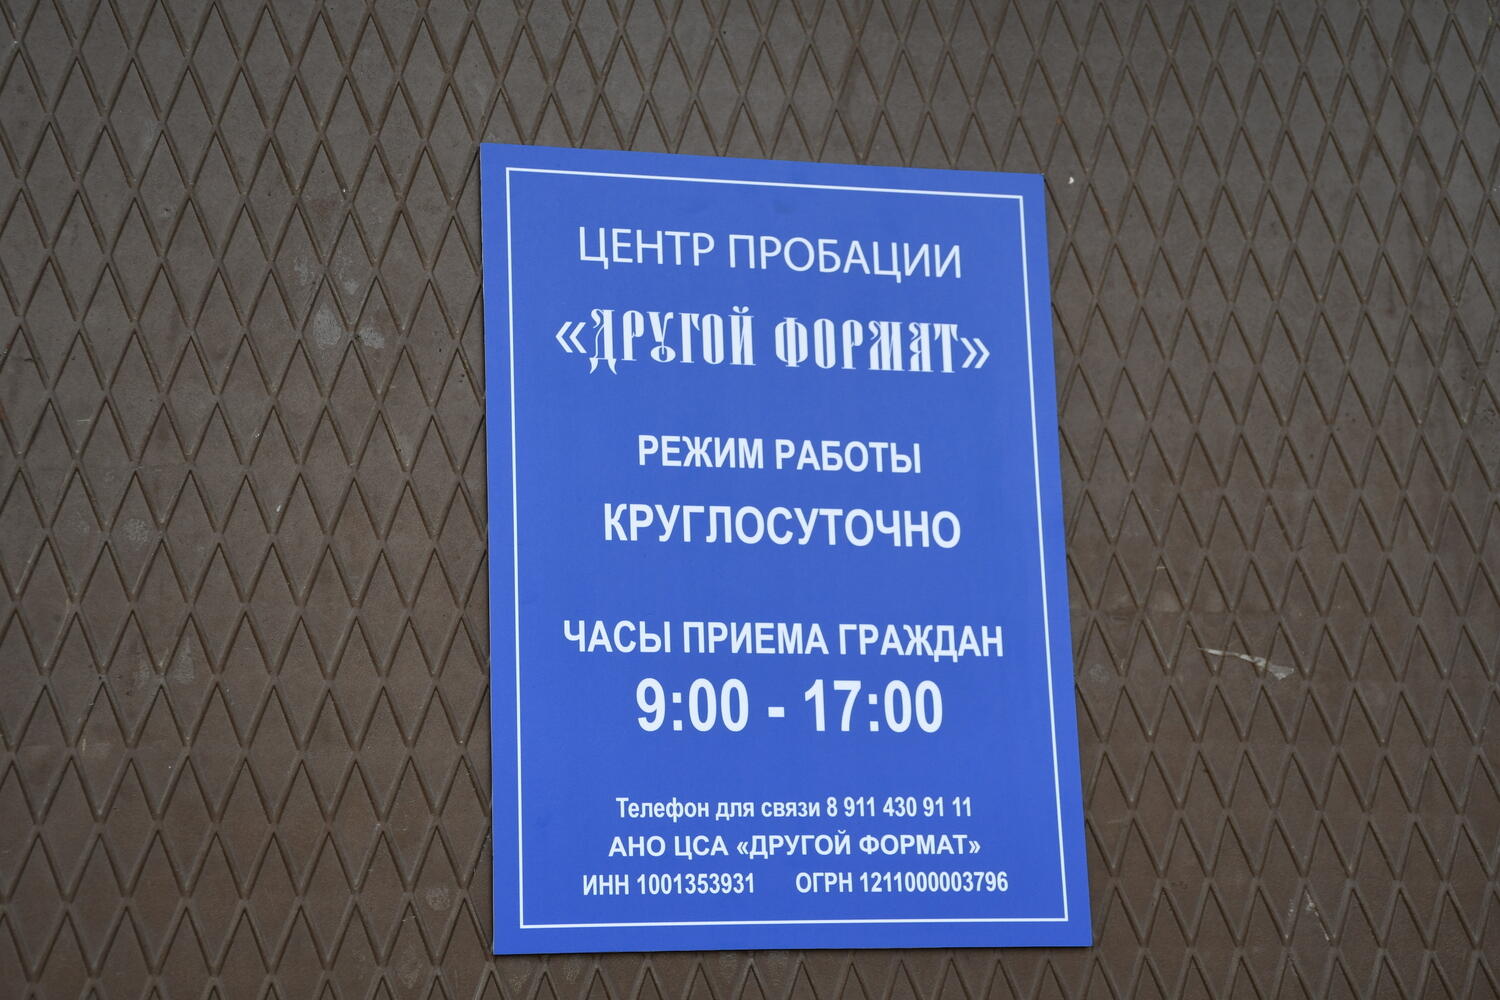 ЦЕНТР ПРОБАЦИИ
«ДРУГОЙ ФОРМАТ»
РЕЖИМ РАБОТЫ
КРУГЛОСУТОЧНО
ЧАСЫ ПРИЕМА ГРАЖДАН
9:00 - 17:00
Телефон для связи 8 911 430 91 11
АНО ЦСА «ДРУГОЙ ФОРМАТ»
ИНН 1001353931 ОГРН 1211000003796